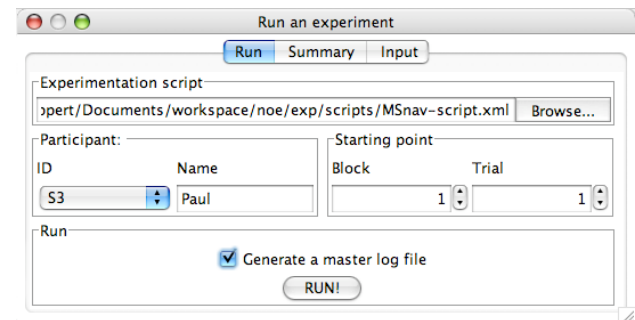 Run an experiment
Run Summary Input
Experimentation script
/Documents/workspace/noe/exp/scripts/MSnav-script.xml Browse...
Participant: Starting point
ID Name Block Trial
S3 Paul 1 1
Run
Generate a master log file
RUN!